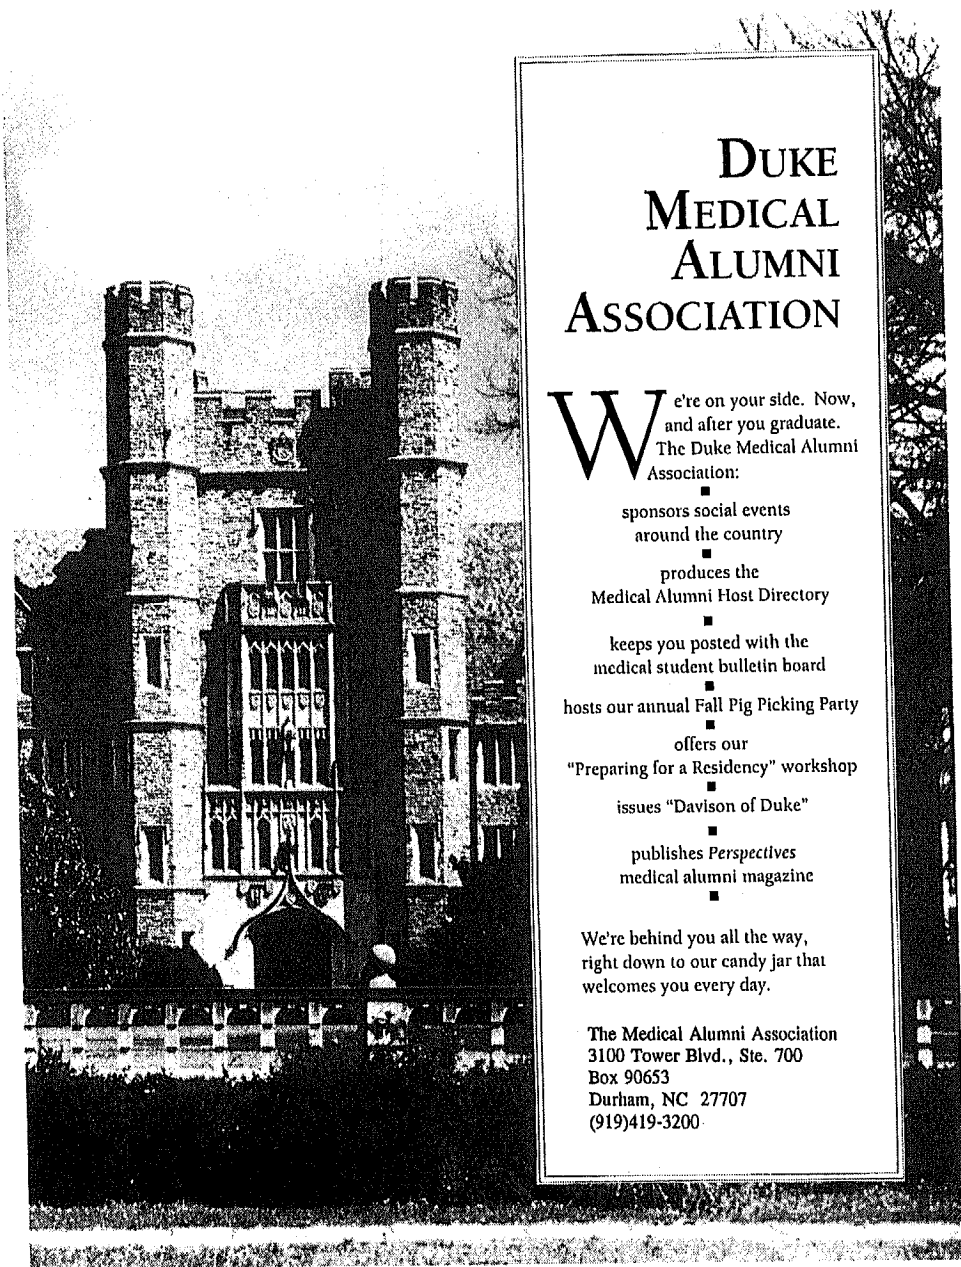 DUKE
MEDICAL
ALUMNI
ASSOCIATION
We're on your side. Now,
and after you graduate.
The Duke Medical Alumni
Association:
■
sponsors social events
around the country
■
produces the
Medical Alumni Host Directory
■
keeps you posted with the
medical student bulletin board
■
hosts our annual Fall Pig Picking Party
■
offers our
"Preparing for a Residency" workshop
■
issues "Davison of Duke"
■
publishes Perspectives
medical alumni magazine
■
We're behind you all the way,
right down to our candy jar that
welcomes you every day.
The Medical Alumni Association
3100 Tower Blvd., Ste. 700
Box 90653
Durham, NC 27707
(919)419-3200